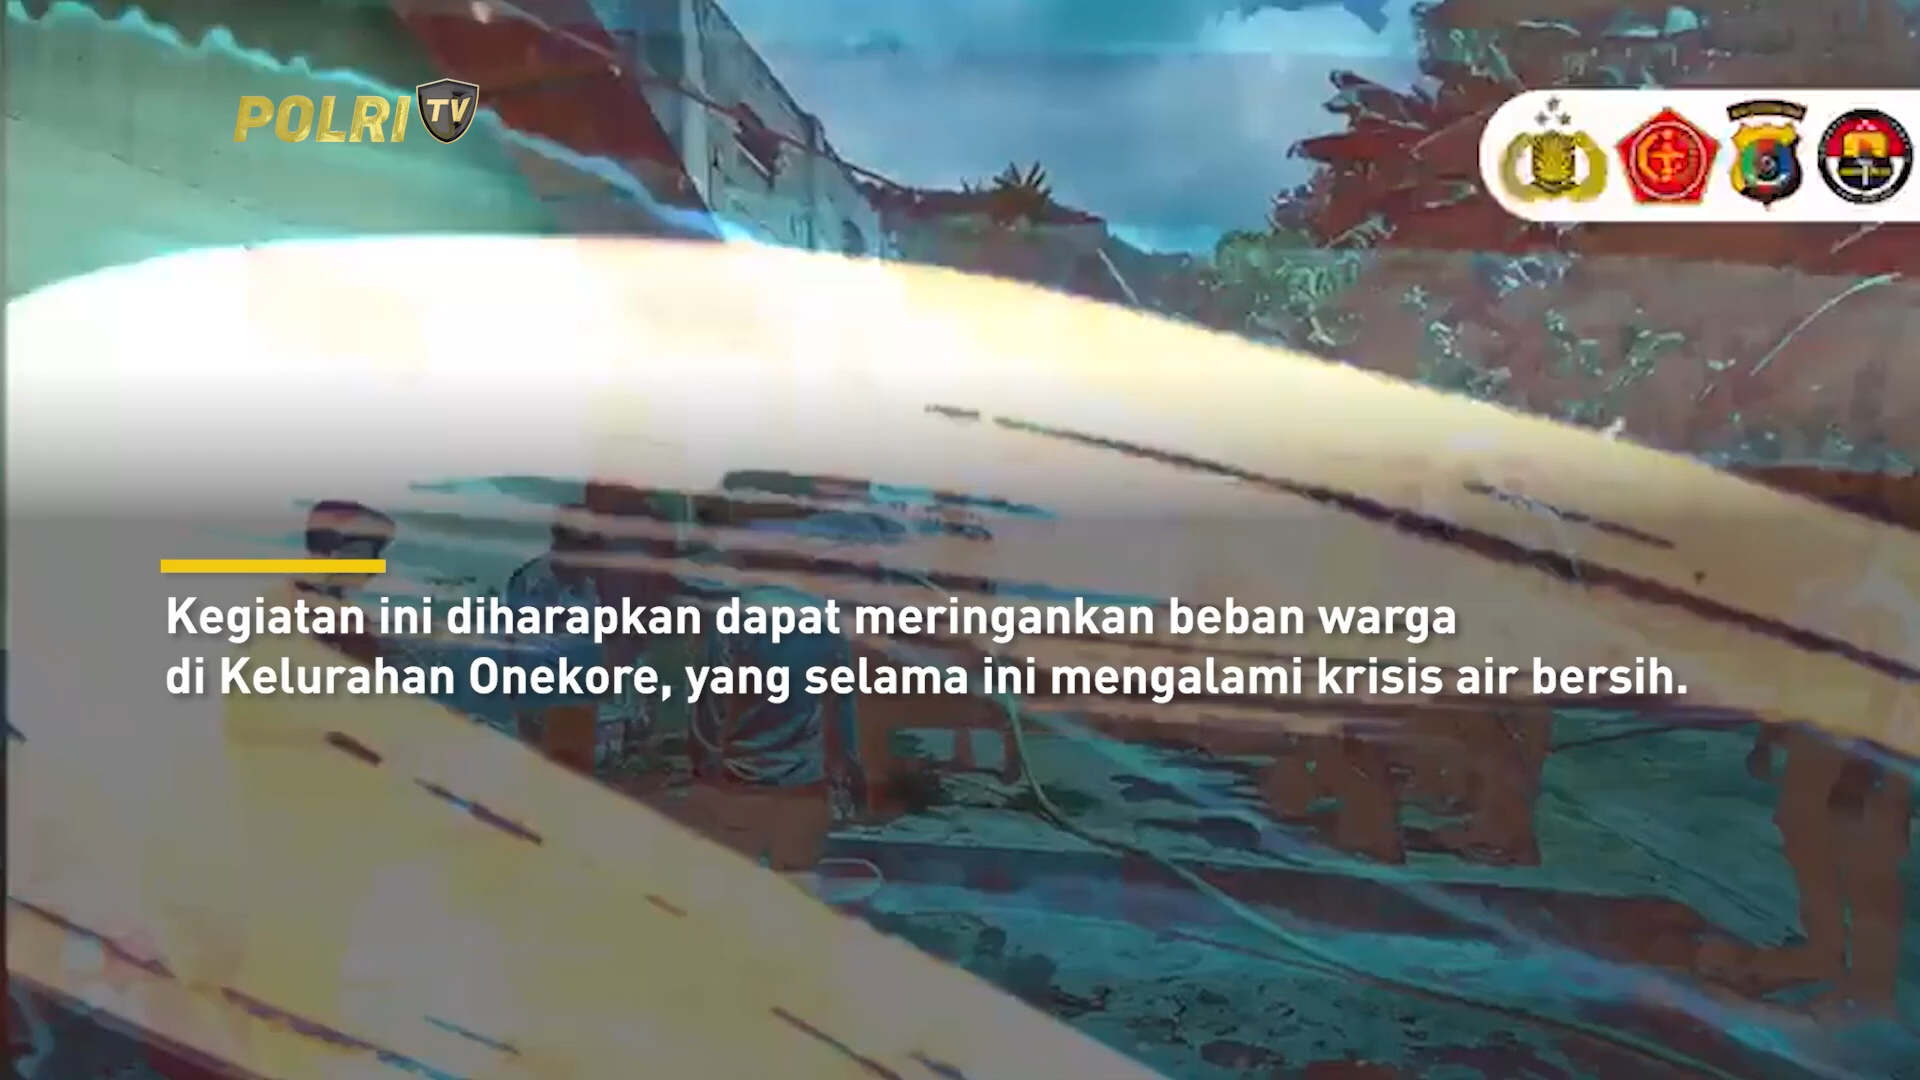 POLRI TV
Kegiatan ini diharapkan dapat meringankan beban warga
di Kelurahan Onekore, yang selama ini mengalami krisis air bersih.